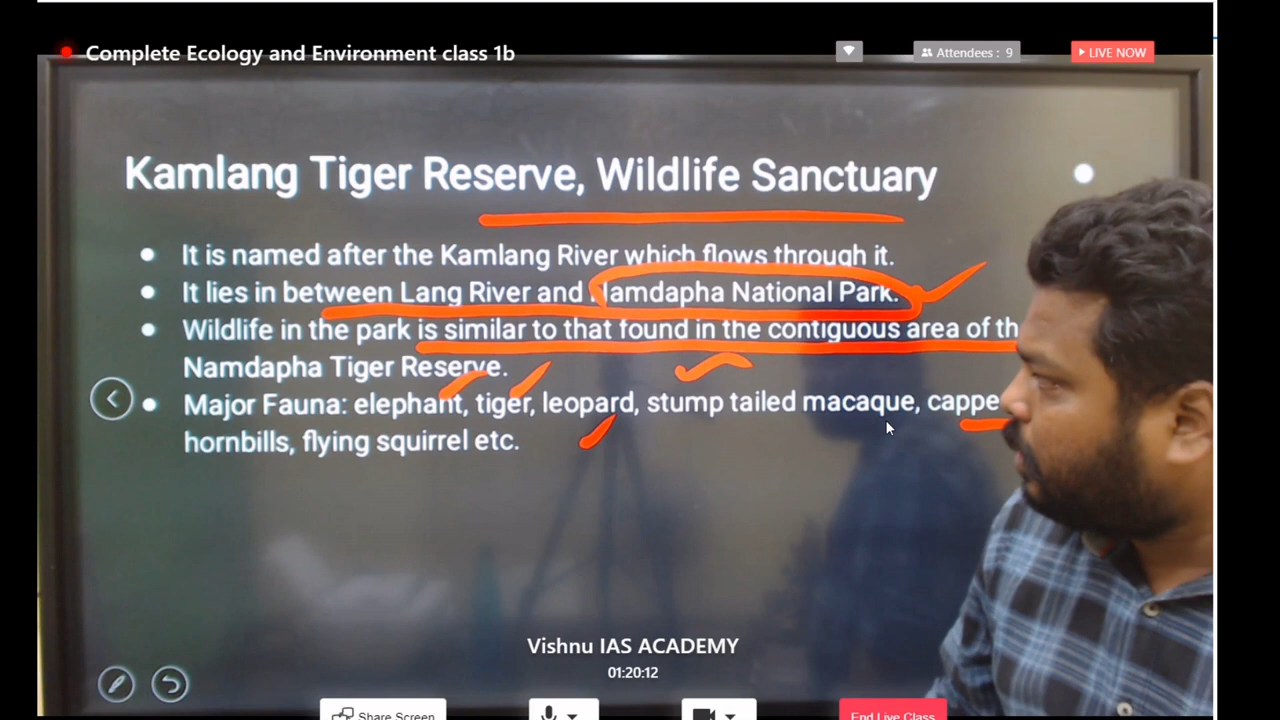 Complete Ecology and Environment class 1b
Attendees : 9
LIVE NOW
Kamlang Tiger Reserve, Wildlife Sanctuary
It is named after the Kamlang River which flows through it.
It lies in between Lang River and Namdapha National Park.
Wildlife in the park is similar to that found in the contiguous area of th
Namdapha Tiger Reserve.
Major Fauna: elephant, tiger, leopard, stump tailed macaque, cappe
hornbills, flying squirrel etc.
Vishnu IAS ACADEMY
01:20:12
Share Screen
End Live Class